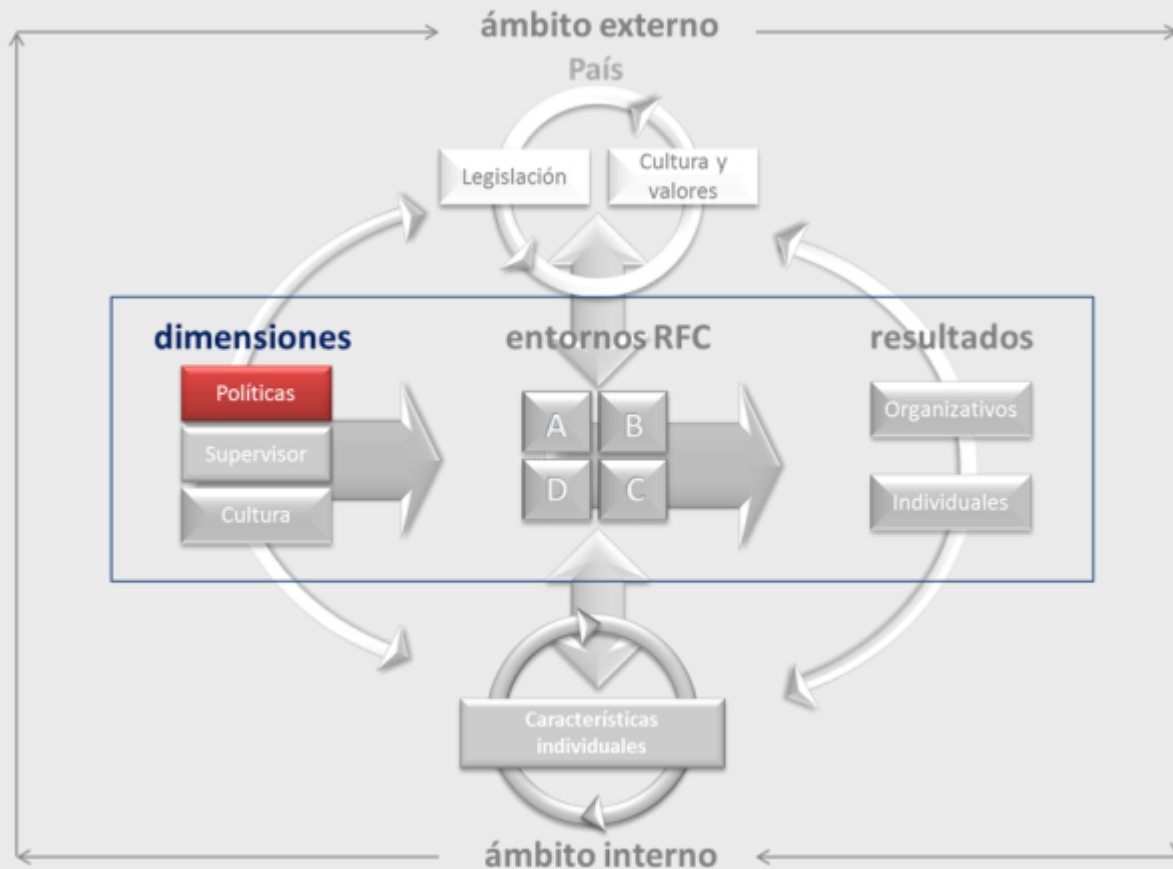 ámbito externo
País
Legislación
Cultura y
valores
dimensiones
entornos RFC
resultados
Políticas
Supervisor
Cultura
A
B
D
C
Organizativos
Individuales
Características
individuales
ámbito interno